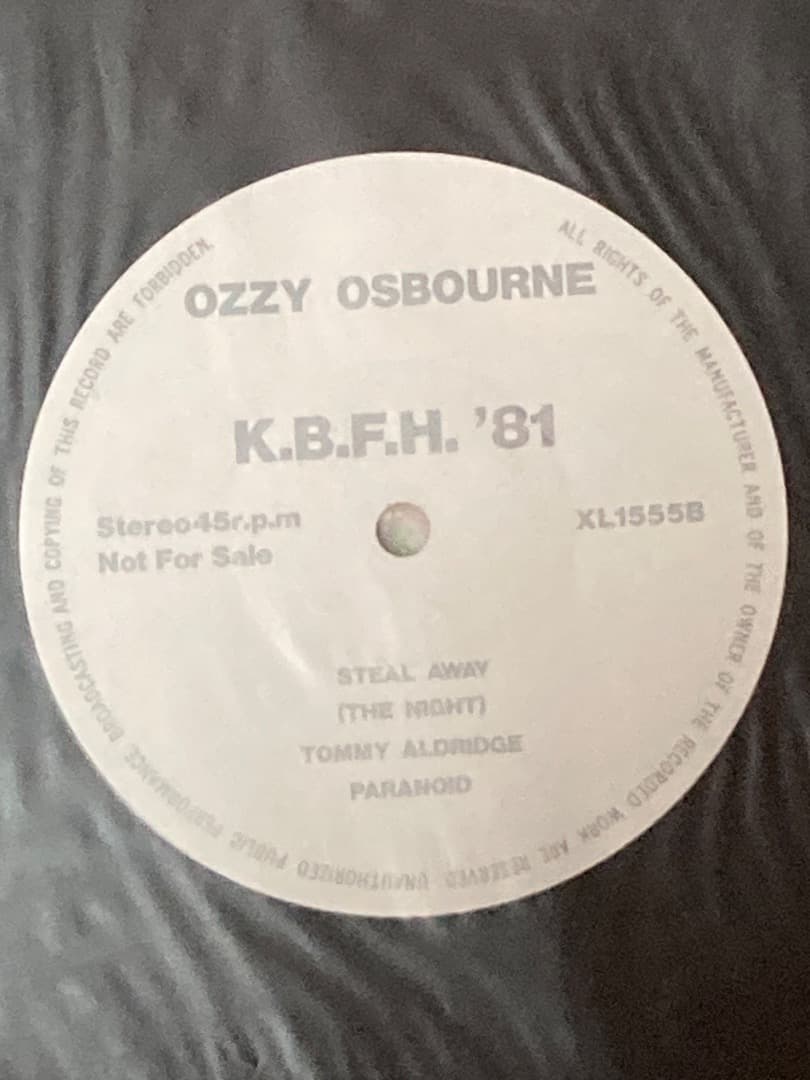 OZZY OSBOURNE
K.B.F.H. '81
Stereo45r.p.m
Not For Sale
XL1555B
STEAL AWAY
(THE NIGHT)
TOMMY ALDRIDGE
PARANOID
ALL RIGHTS OF THE MANUFACTURER AND OF THE OWNER OF THE RECORDED WORK ARE RESERVED UNAUTHORIZED PUBLIC PERFORMANCE BROADCASTING AND COPYING OF THIS RECORD ARE FORBIDDEN.